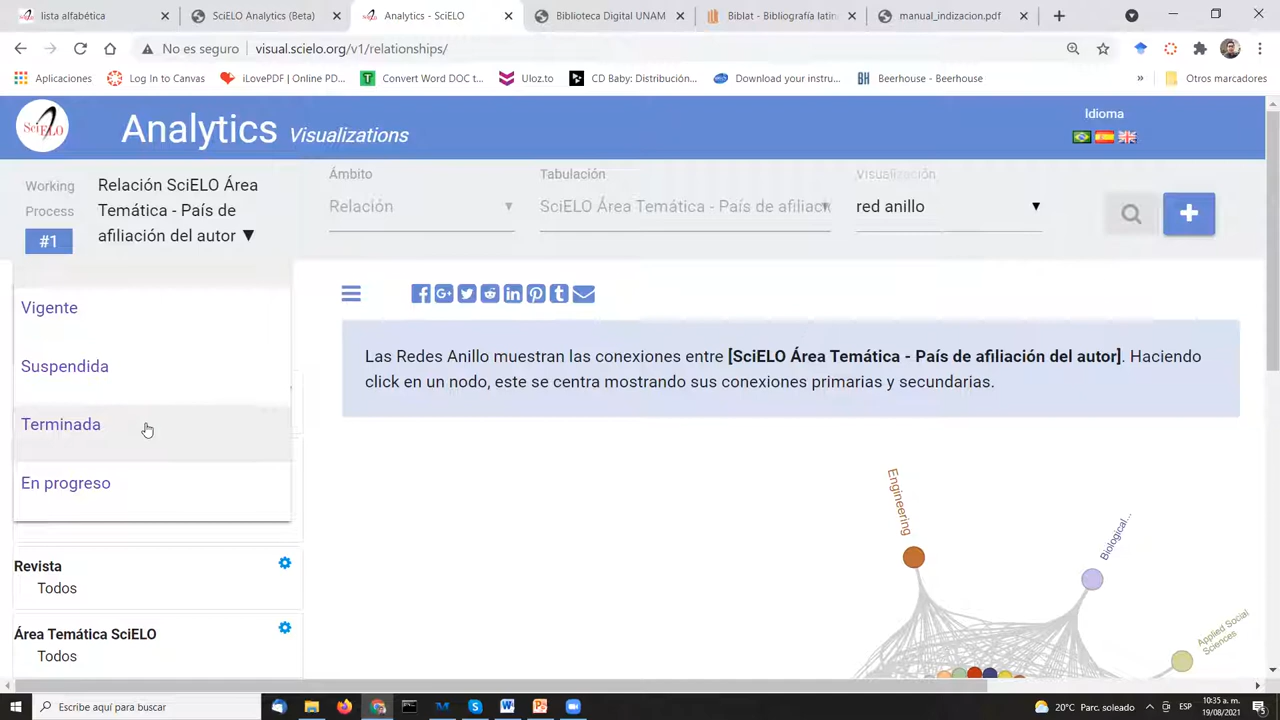 lista alfabética
SciELO Analytics (Beta)
Analytics - SciELO
Biblioteca Digital UNAM
Biblat - Bibliografía latin
manual_indizacion.pdf
No es seguro
visual.scielo.org/v1/relationships/
Aplicaciones
Log In to Canvas
iLovePDF | Online PD...
Convert Word DOC t...
Uloz.to
CD Baby: Distribución...
Download your instru...
Beerhouse - Beerhouse
»
Otros marcadores
SciELO
Analytics Visualizations
Idioma
Working
Process
#1
Relación SciELO Área
Temática - País de
afiliación del autor ▼
Ámbito
Relación
Tabulación
SciELO Área Temática - País de afiliaci
Visualización
red anillo
Vigente
Suspendida
Terminada
En progreso
Las Redes Anillo muestran las conexiones entre [SciELO Área Temática - País de afiliación del autor]. Haciendo
click en un nodo, este se centra mostrando sus conexiones primarias y secundarias.
Engineering
Biological...
Applied Social
Sciences
Revista
Todos
Área Temática SciELO
Todos
Escribe aquí para buscar
20°C Parc. soleado
ESP
10:35 a. m.
19/08/2021